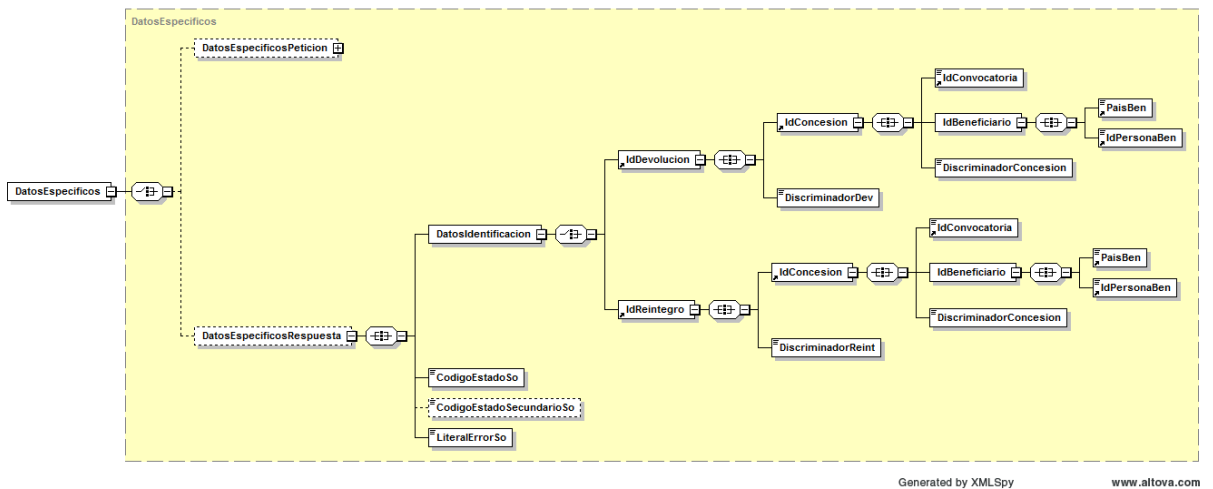 DatosEspecificos
DatosEspecificosPeticion
IdConvocatoria
IdConcesion
IdBeneficiario
PaisBen
IdPersonaBen
IdDevolucion
DiscriminadorConcesion
DatosEspecificos
DiscriminadorDev
DatosIdentificacion
IdConvocatoria
IdConcesion
IdBeneficiario
PaisBen
IdPersonaBen
IdReintegro
DiscriminadorConcesion
DatosEspecificosRespuesta
DiscriminadorReint
CodigoEstadoSo
CodigoEstadoSecundarioSo
LiteralErrorSo
Generated by XMLSpy www.altova.com